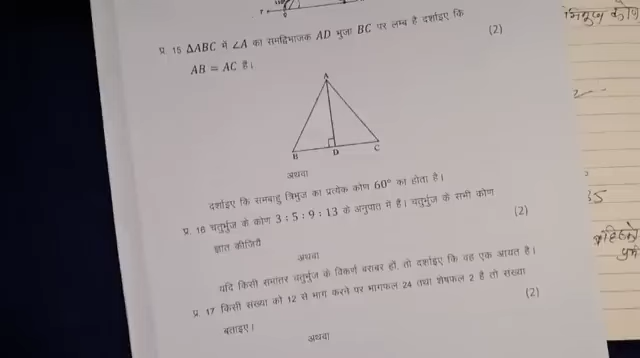 प्र. 15 ΔABC में ∠A का समद्विभाजक AD भुजा BC पर लम्ब है दर्शाइए कि
(2)
AB = AC है।
A
B
D
C
अथवा
दर्शाइए कि समबाहु त्रिभुज का प्रत्येक कोण 60° का होता है।
प्र. 16 चतुर्भुज के कोण 3 : 5 : 9 : 13 के अनुपात में है। चतुर्भुज के सभी कोण
(2)
ज्ञात कीजिये
अथवा
यदि किसी समांतर चतुर्भुज के विकर्ण बराबर हों, तो दर्शाइए कि वह एक आयत है।
प्र. 17 किसी संख्या को 12 से भाग करने पर भागफल 24 तथा शेषफल 2 है तो संख्या
(2)
बताइए।
अथवा